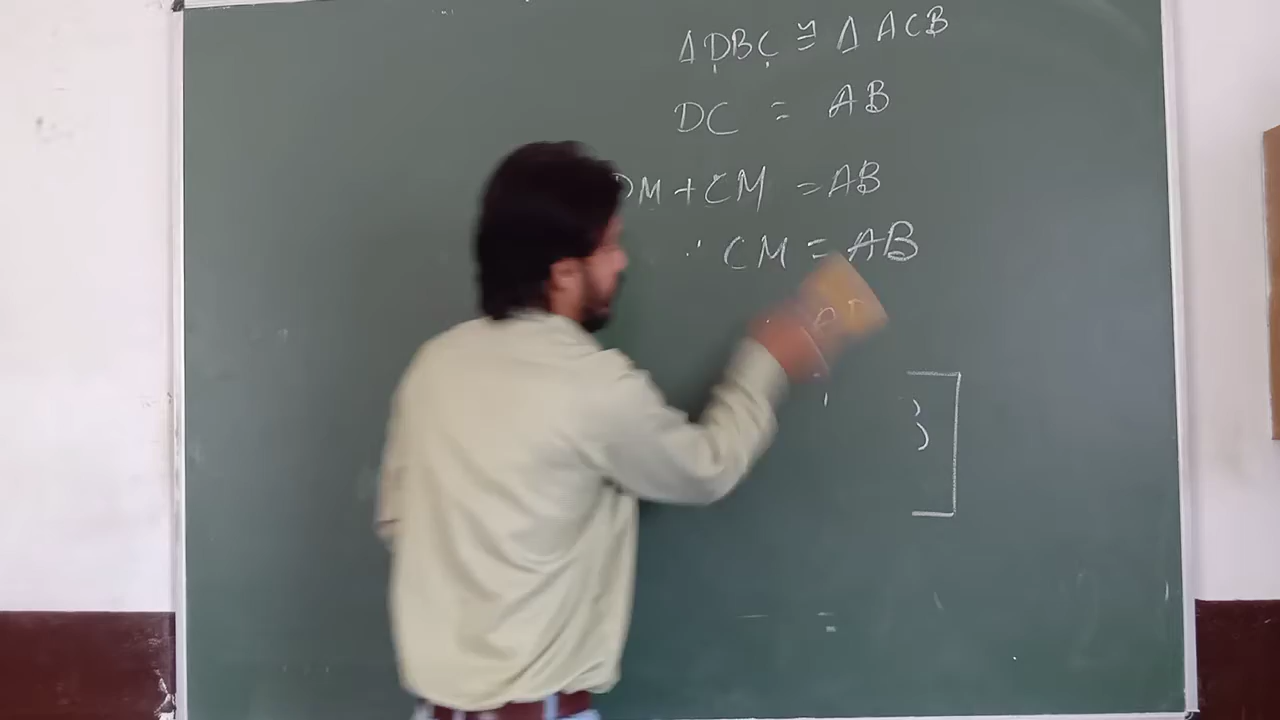 Δ DBC ≅ Δ ACB
DC = AB
DM + CM = AB
∴ CM = AB